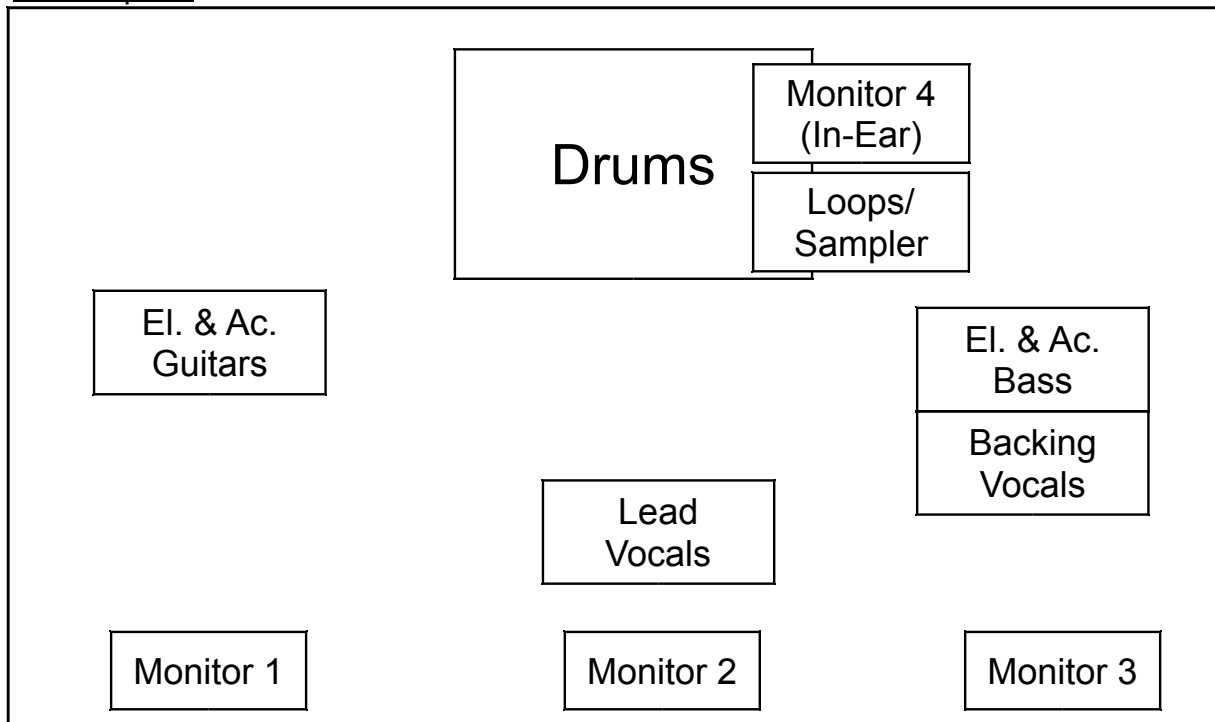 Monitor 4
(In-Ear)
Drums
Loops/
Sampler
El. & Ac.
Guitars
El. & Ac.
Bass
Backing
Vocals
Lead
Vocals
Monitor 1
Monitor 2
Monitor 3